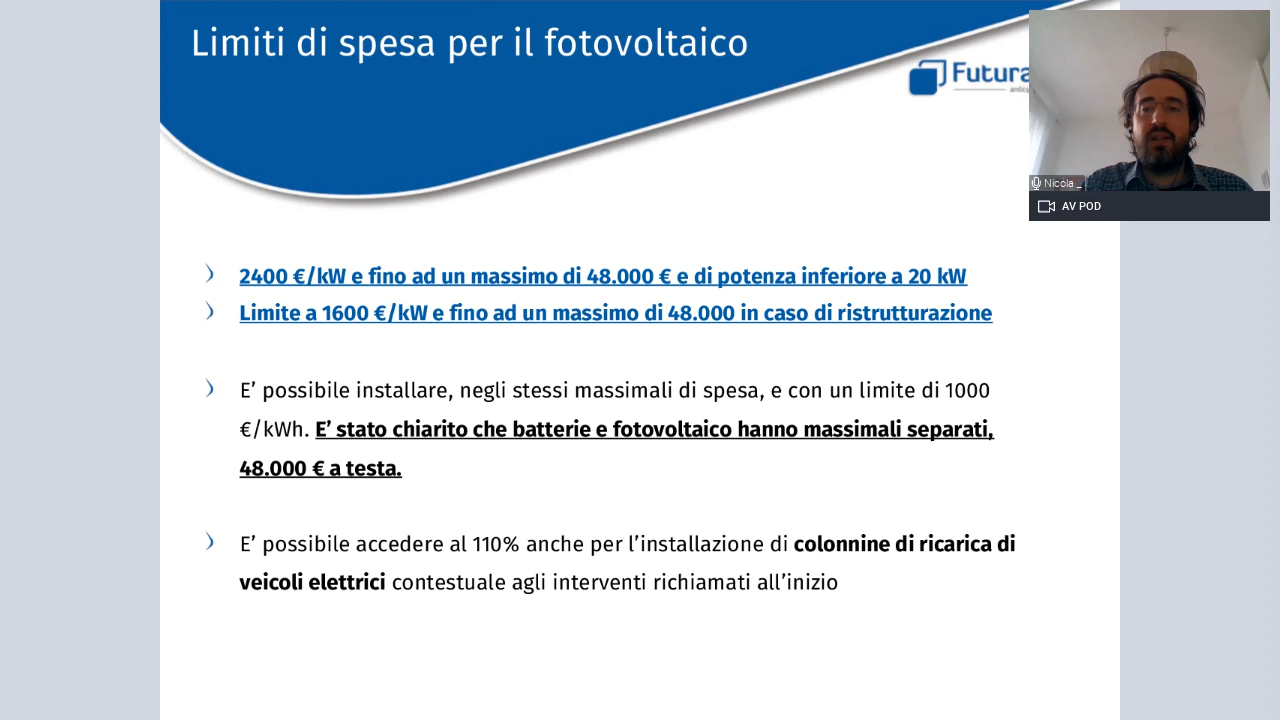 Limiti di spesa per il fotovoltaico
Futura
Nicola _
AV POD
2400 €/kW e fino ad un massimo di 48.000 € e di potenza inferiore a 20 kW
Limite a 1600 €/kW e fino ad un massimo di 48.000 in caso di ristrutturazione
E’ possibile installare, negli stessi massimali di spesa, e con un limite di 1000
€/kWh. E’ stato chiarito che batterie e fotovoltaico hanno massimali separati,
48.000 € a testa.
E’ possibile accedere al 110% anche per l’installazione di colonnine di ricarica di
veicoli elettrici contestuale agli interventi richiamati all’inizio